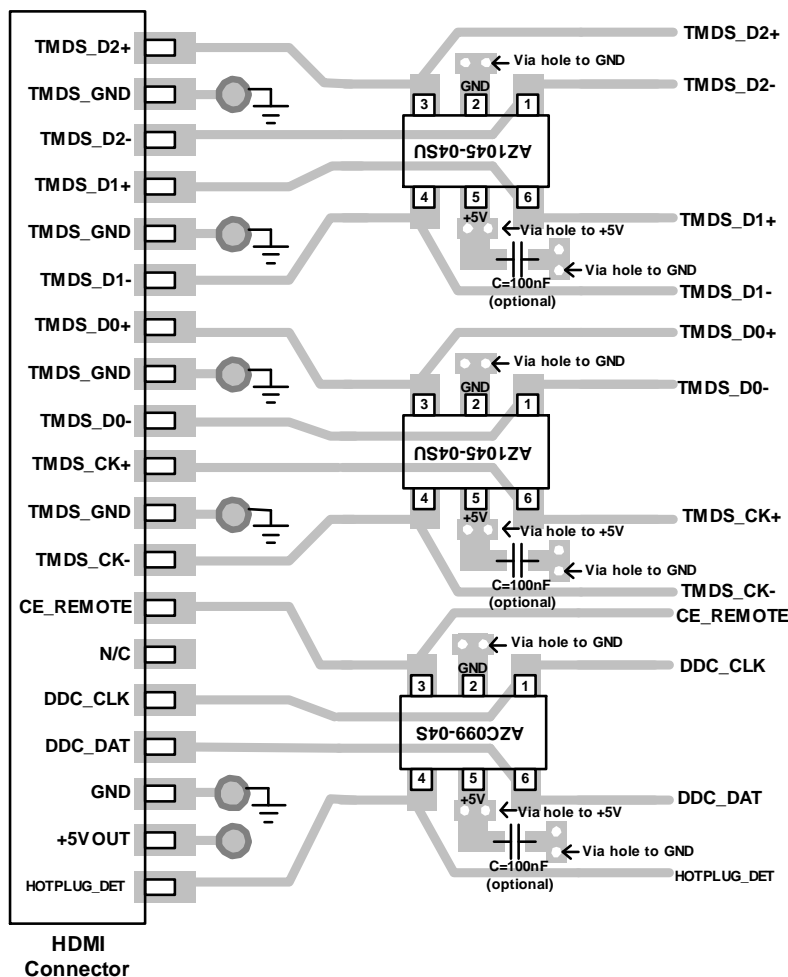 TMDS_D2+
TMDS_GND
TMDS_D2-
TMDS_D1+
TMDS_GND
TMDS_D1-
TMDS_D0+
TMDS_GND
TMDS_D0-
TMDS_CK+
TMDS_GND
TMDS_CK-
CE_REMOTE
N/C
DDC_CLK
DDC_DAT
GND
+5VOUT
HOTPLUG_DET
HDMI
Connector
TMDS_D2+
Via hole to GND
TMDS_D2-
GND
3 2 1
AZ1045-04SU
4 5 6
+5V
TMDS_D1+
Via hole to +5V
Via hole to GND
C=100nF
(optional)
TMDS_D1-
TMDS_D0+
Via hole to GND
TMDS_D0-
GND
3 2 1
AZ1045-04SU
4 5 6
+5V
TMDS_CK+
Via hole to +5V
Via hole to GND
C=100nF
(optional)
TMDS_CK-
CE_REMOTE
Via hole to GND
DDC_CLK
GND
3 2 1
AZC099-04S
4 5 6
+5V
DDC_DAT
Via hole to +5V
Via hole to GND
C=100nF
(optional)
HOTPLUG_DET